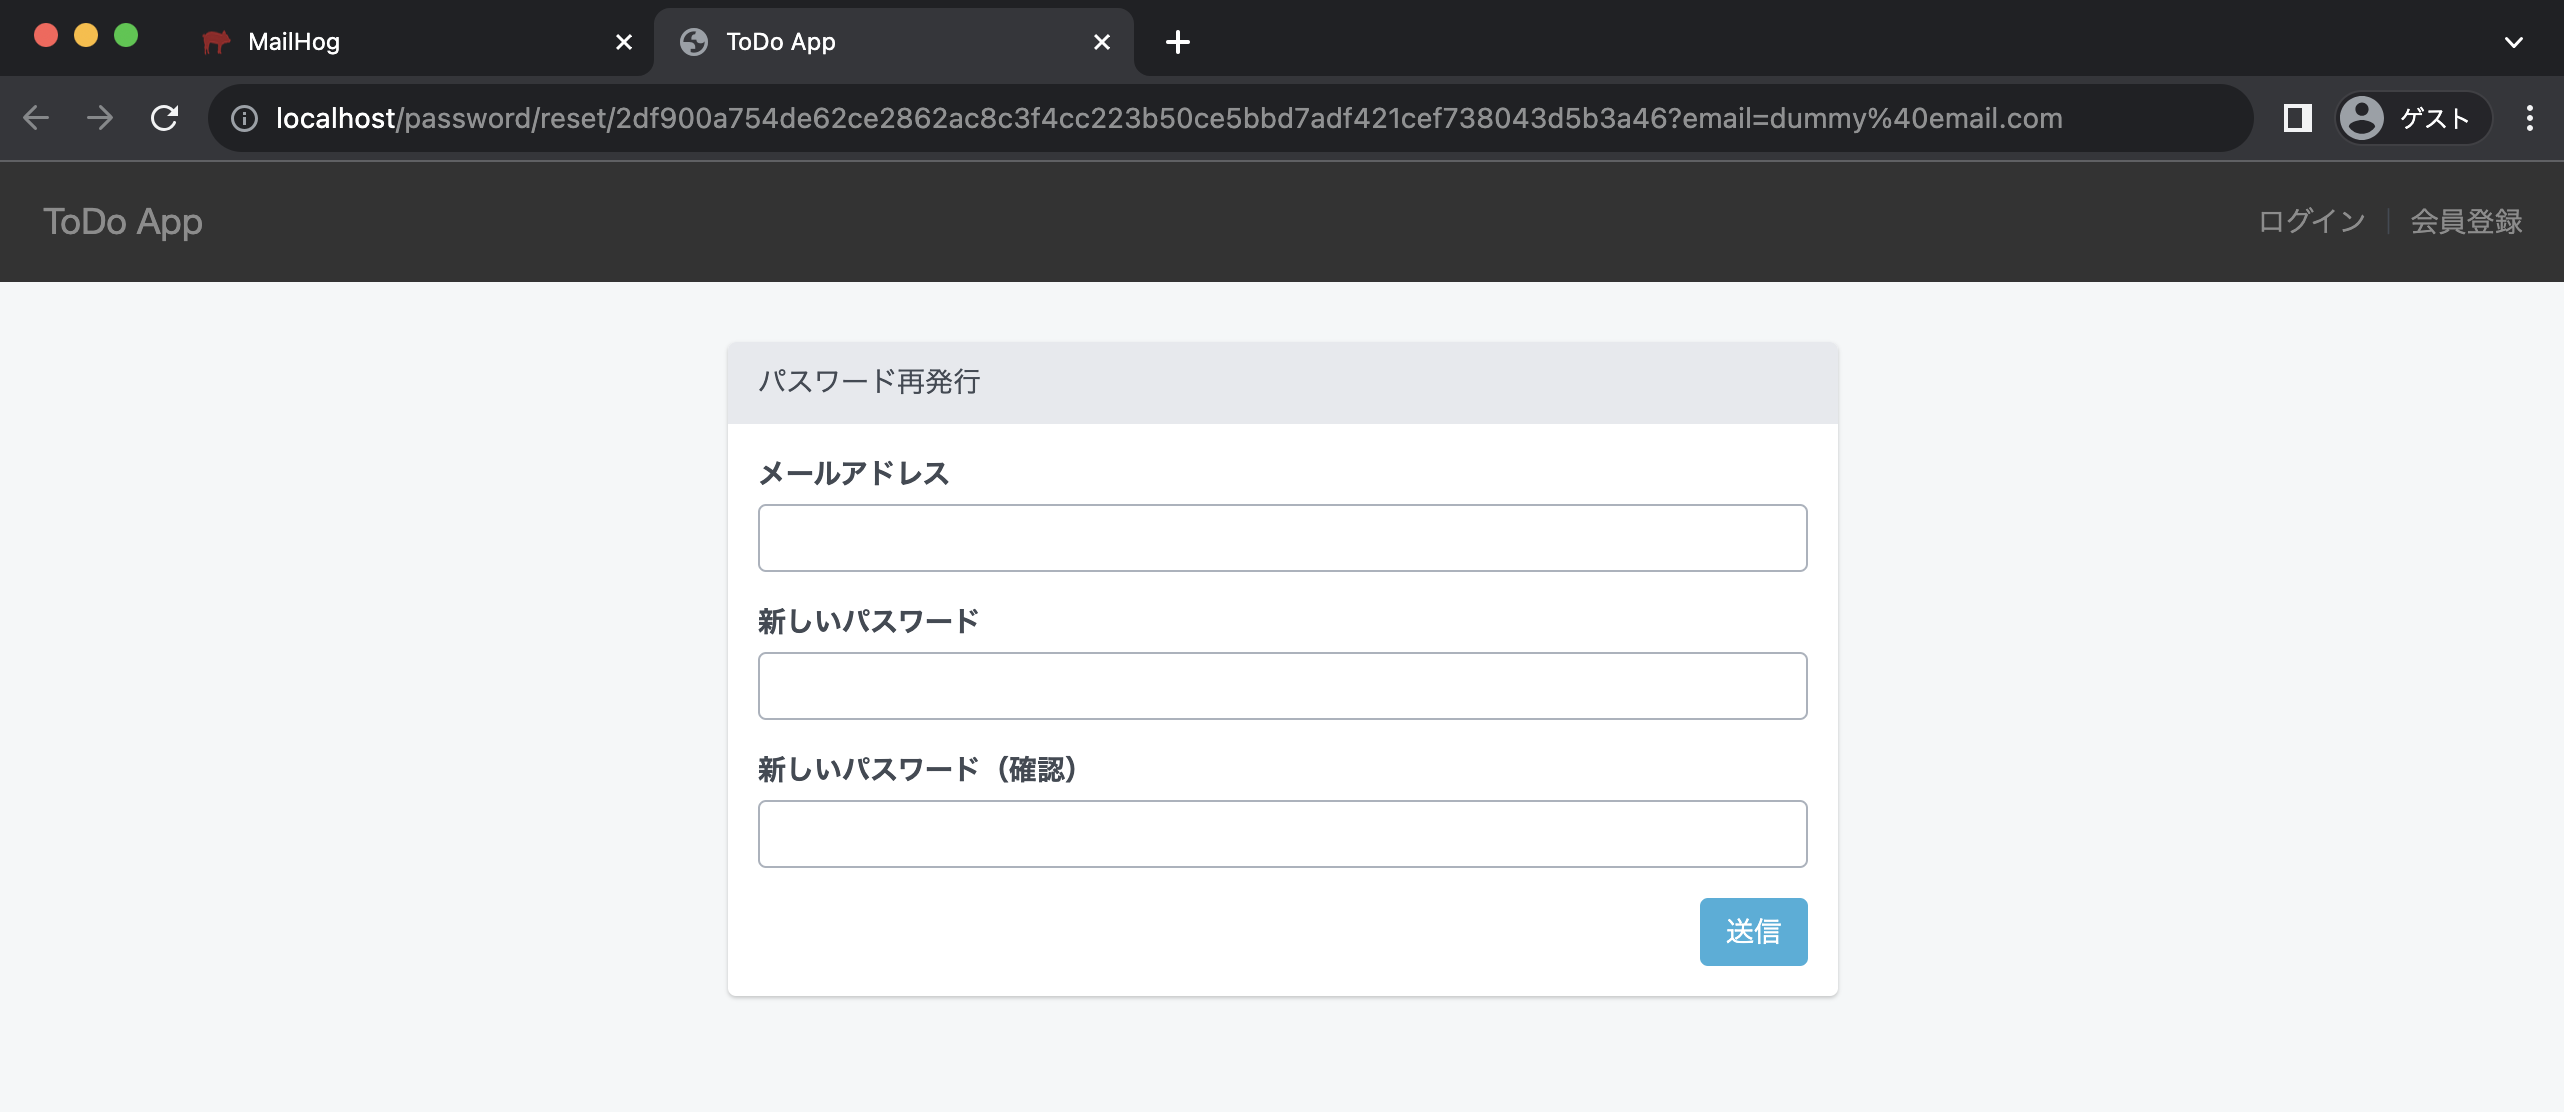 MailHog
ToDo App
localhost/password/reset/2df900a754de62ce2862ac8c3f4cc223b50ce5bbd7adf421cef738043d5b3a46?email=dummy%40email.com
ゲスト
ToDo App
ログイン | 会員登録
パスワード再発行
メールアドレス
新しいパスワード
新しいパスワード（確認）
送信